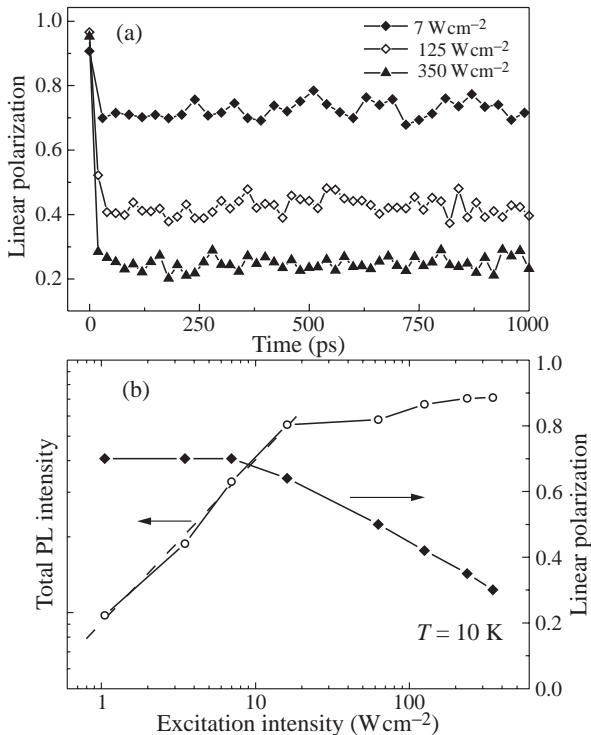 (a)
7 Wcm⁻²
125 Wcm⁻²
350 Wcm⁻²
Linear polarization
1.0
0.8
0.6
0.4
0.2
0 250 500 750 1000
Time (ps)
(b)
Total PL intensity
Linear polarization
1.0
0.8
0.6
0.4
0.2
0.0
T = 10 K
1 10 100
Excitation intensity (Wcm⁻²)